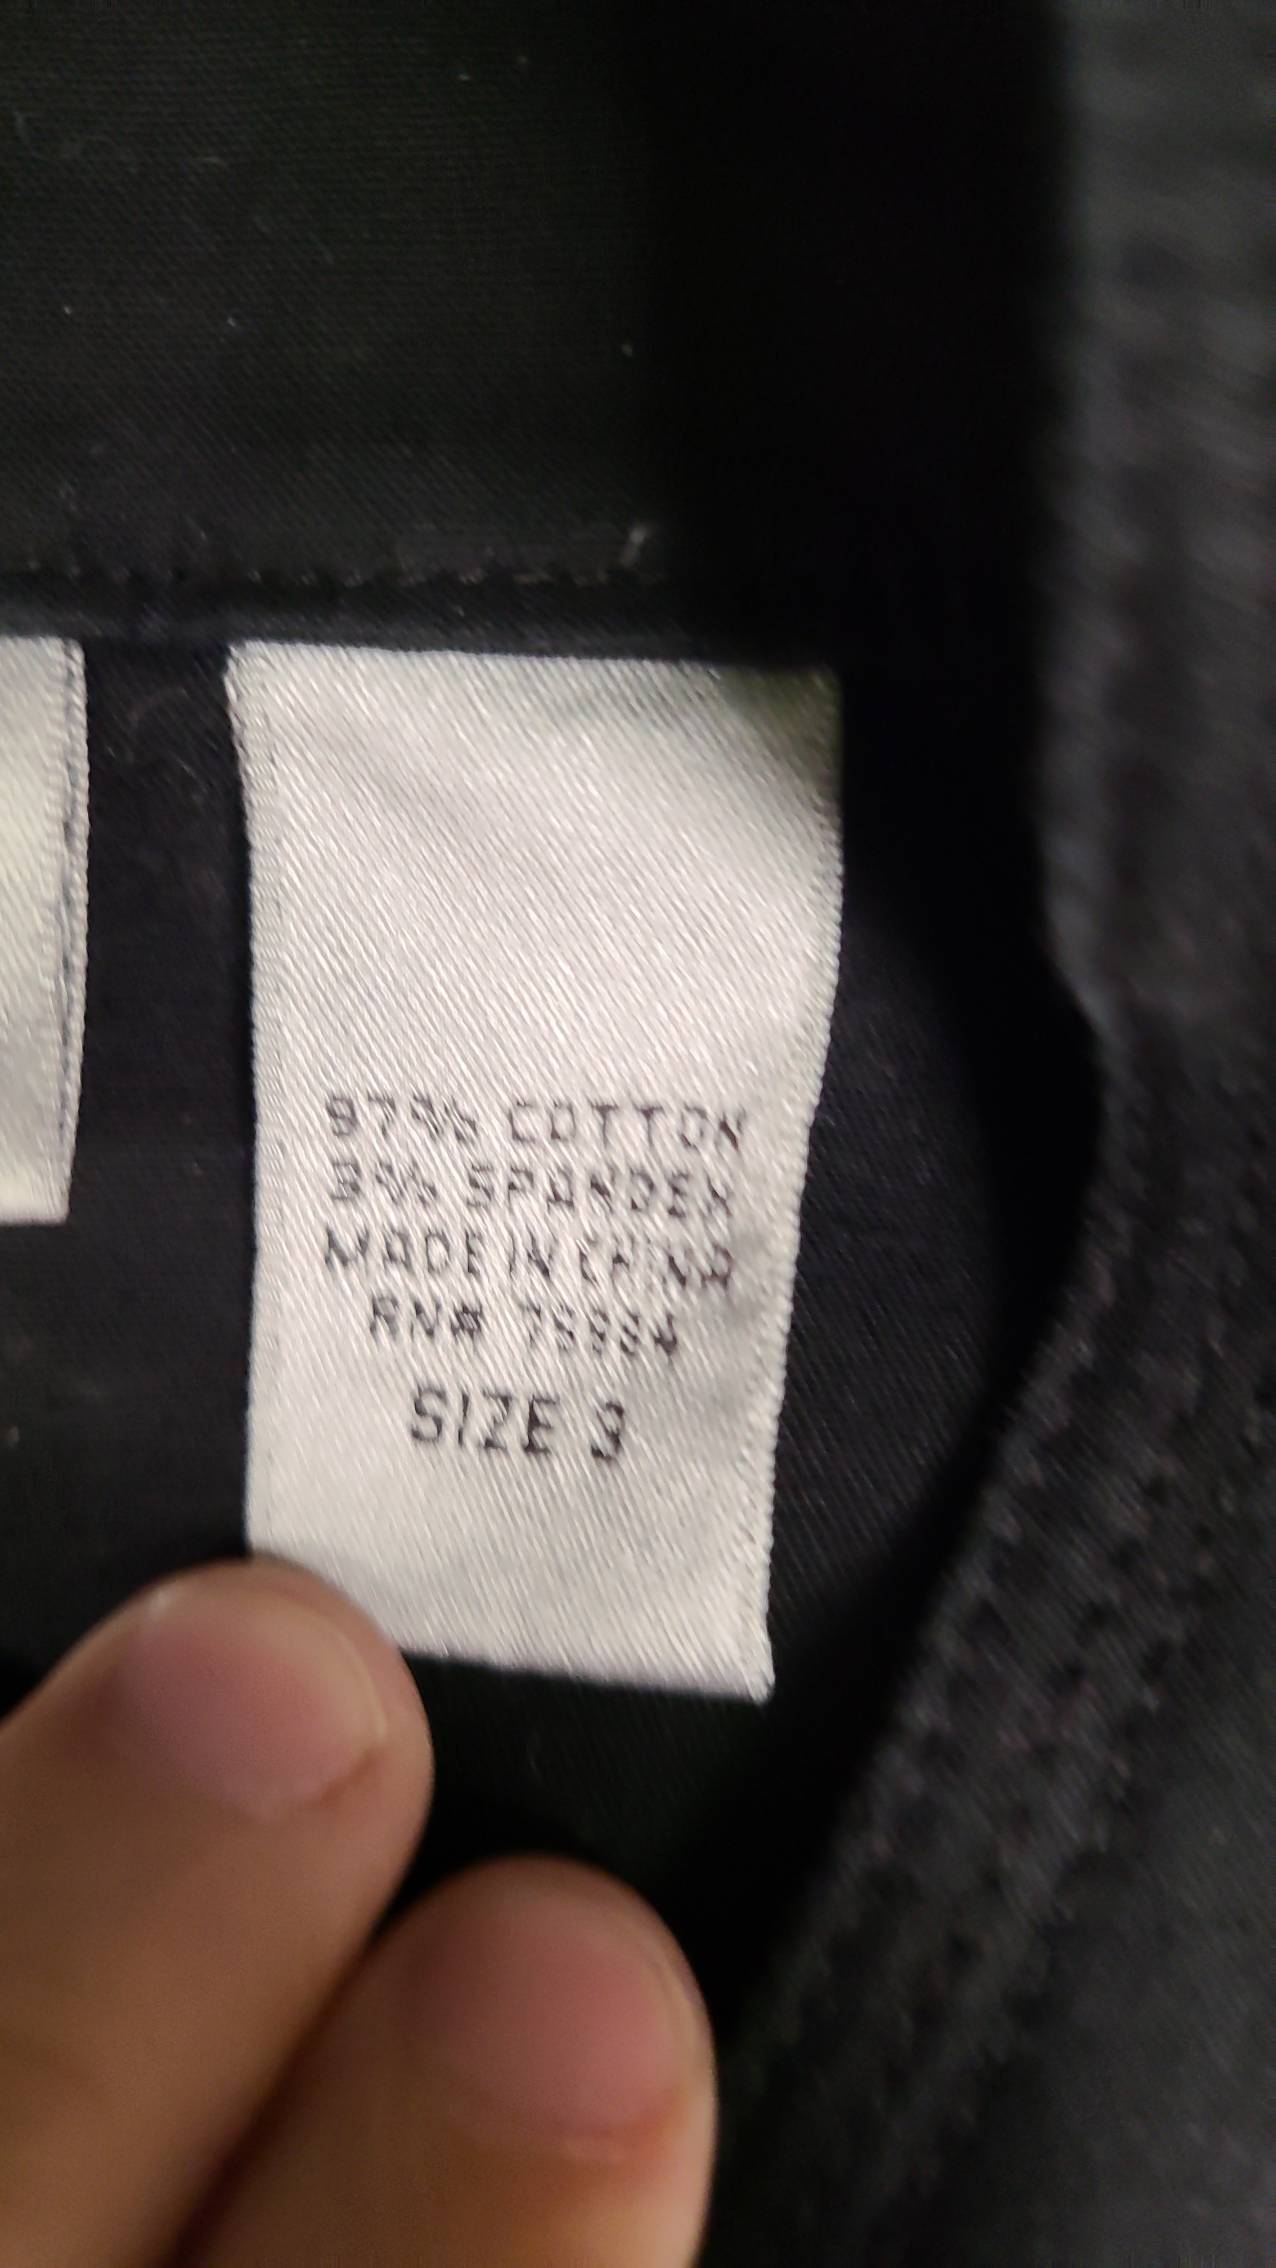 97% COTTON
3% SPANDEX
MADE IN CHINA
RN#
SIZE 3